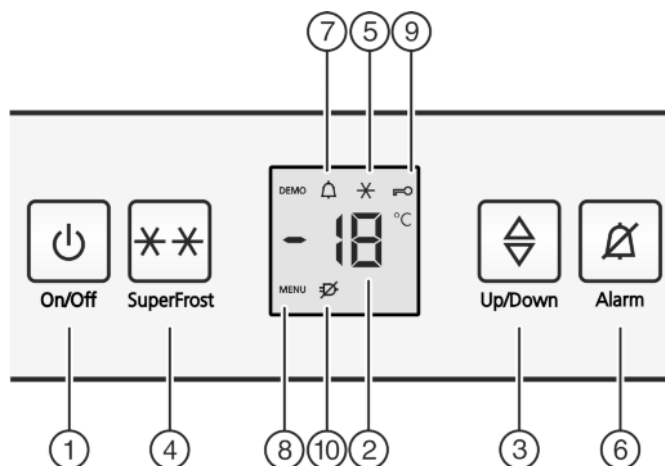 7 5 9
DEMO
-18 °C
MENU
On/Off SuperFrost Up/Down Alarm
1 4 8 10 2 3 6